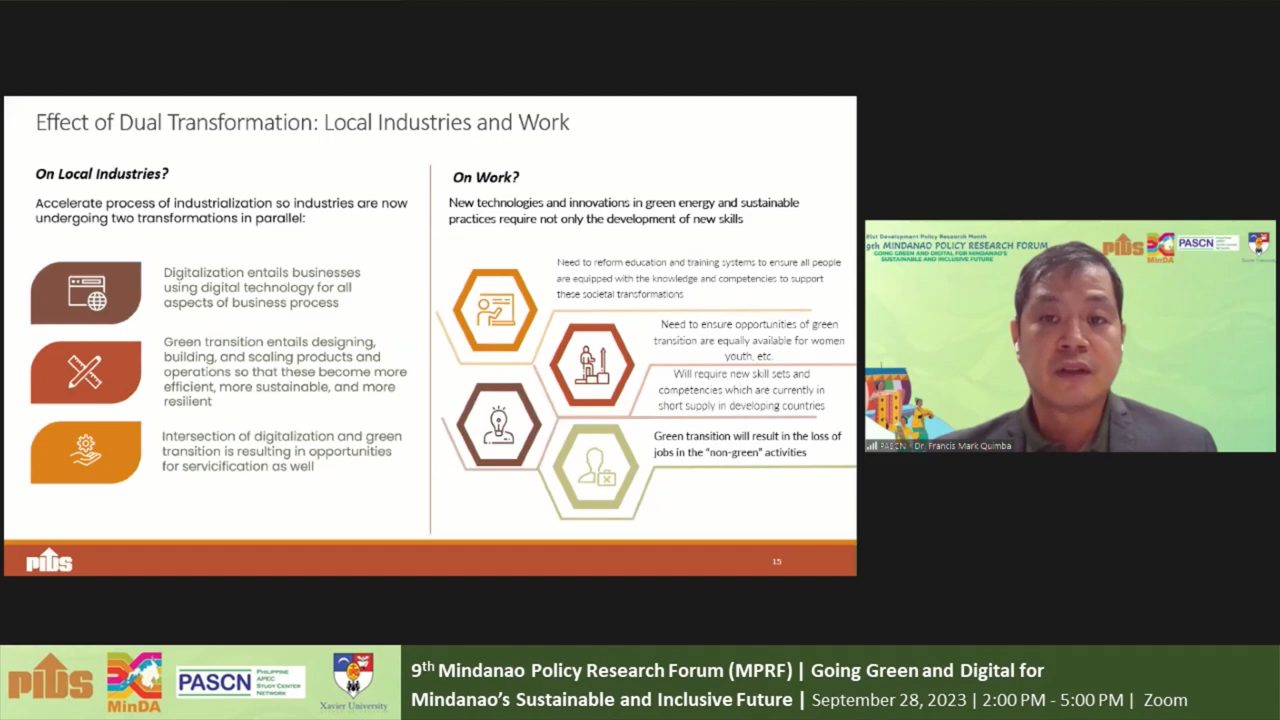 Effect of Dual Transformation: Local Industries and Work
On Local Industries?
Accelerate process of industrialization so industries are now
undergoing two transformations in parallel:
Digitalization entails businesses
using digital technology for all
aspects of business process
Green transition entails designing,
building, and scaling products and
operations so that these become more
efficient, more sustainable, and more
resilient
Intersection of digitalization and green
transition is resulting in opportunities
for servicification as well
On Work?
New technologies and innovations in green energy and sustainable
practices require not only the development of new skills
Need to reform education and training systems to ensure all people
are equipped with the knowledge and competencies to support
these societal transformations
Need to ensure opportunities of green
transition are equally available for women
youth, etc.
Will require new skill sets and
competencies which are currently in
short supply in developing countries
Green transition will result in the loss of
jobs in the "non-green" activities
PIDS
15
Development Policy Research Month
9th MINDANAO POLICY RESEARCH FORUM
GOING GREEN AND DIGITAL FOR MINDANAO'S
SUSTAINABLE AND INCLUSIVE FUTURE
PIDS
MinDA
PASCN
PASCN - Dr. Francis Mark Quimba
PIDS
MinDA
PASCN
PHILIPPINE
APEC
STUDY CENTER
NETWORK
Xavier University
9th Mindanao Policy Research Forum (MPRF) | Going Green and Digital for
Mindanao's Sustainable and Inclusive Future | September 28, 2023 | 2:00 PM - 5:00 PM | Zoom